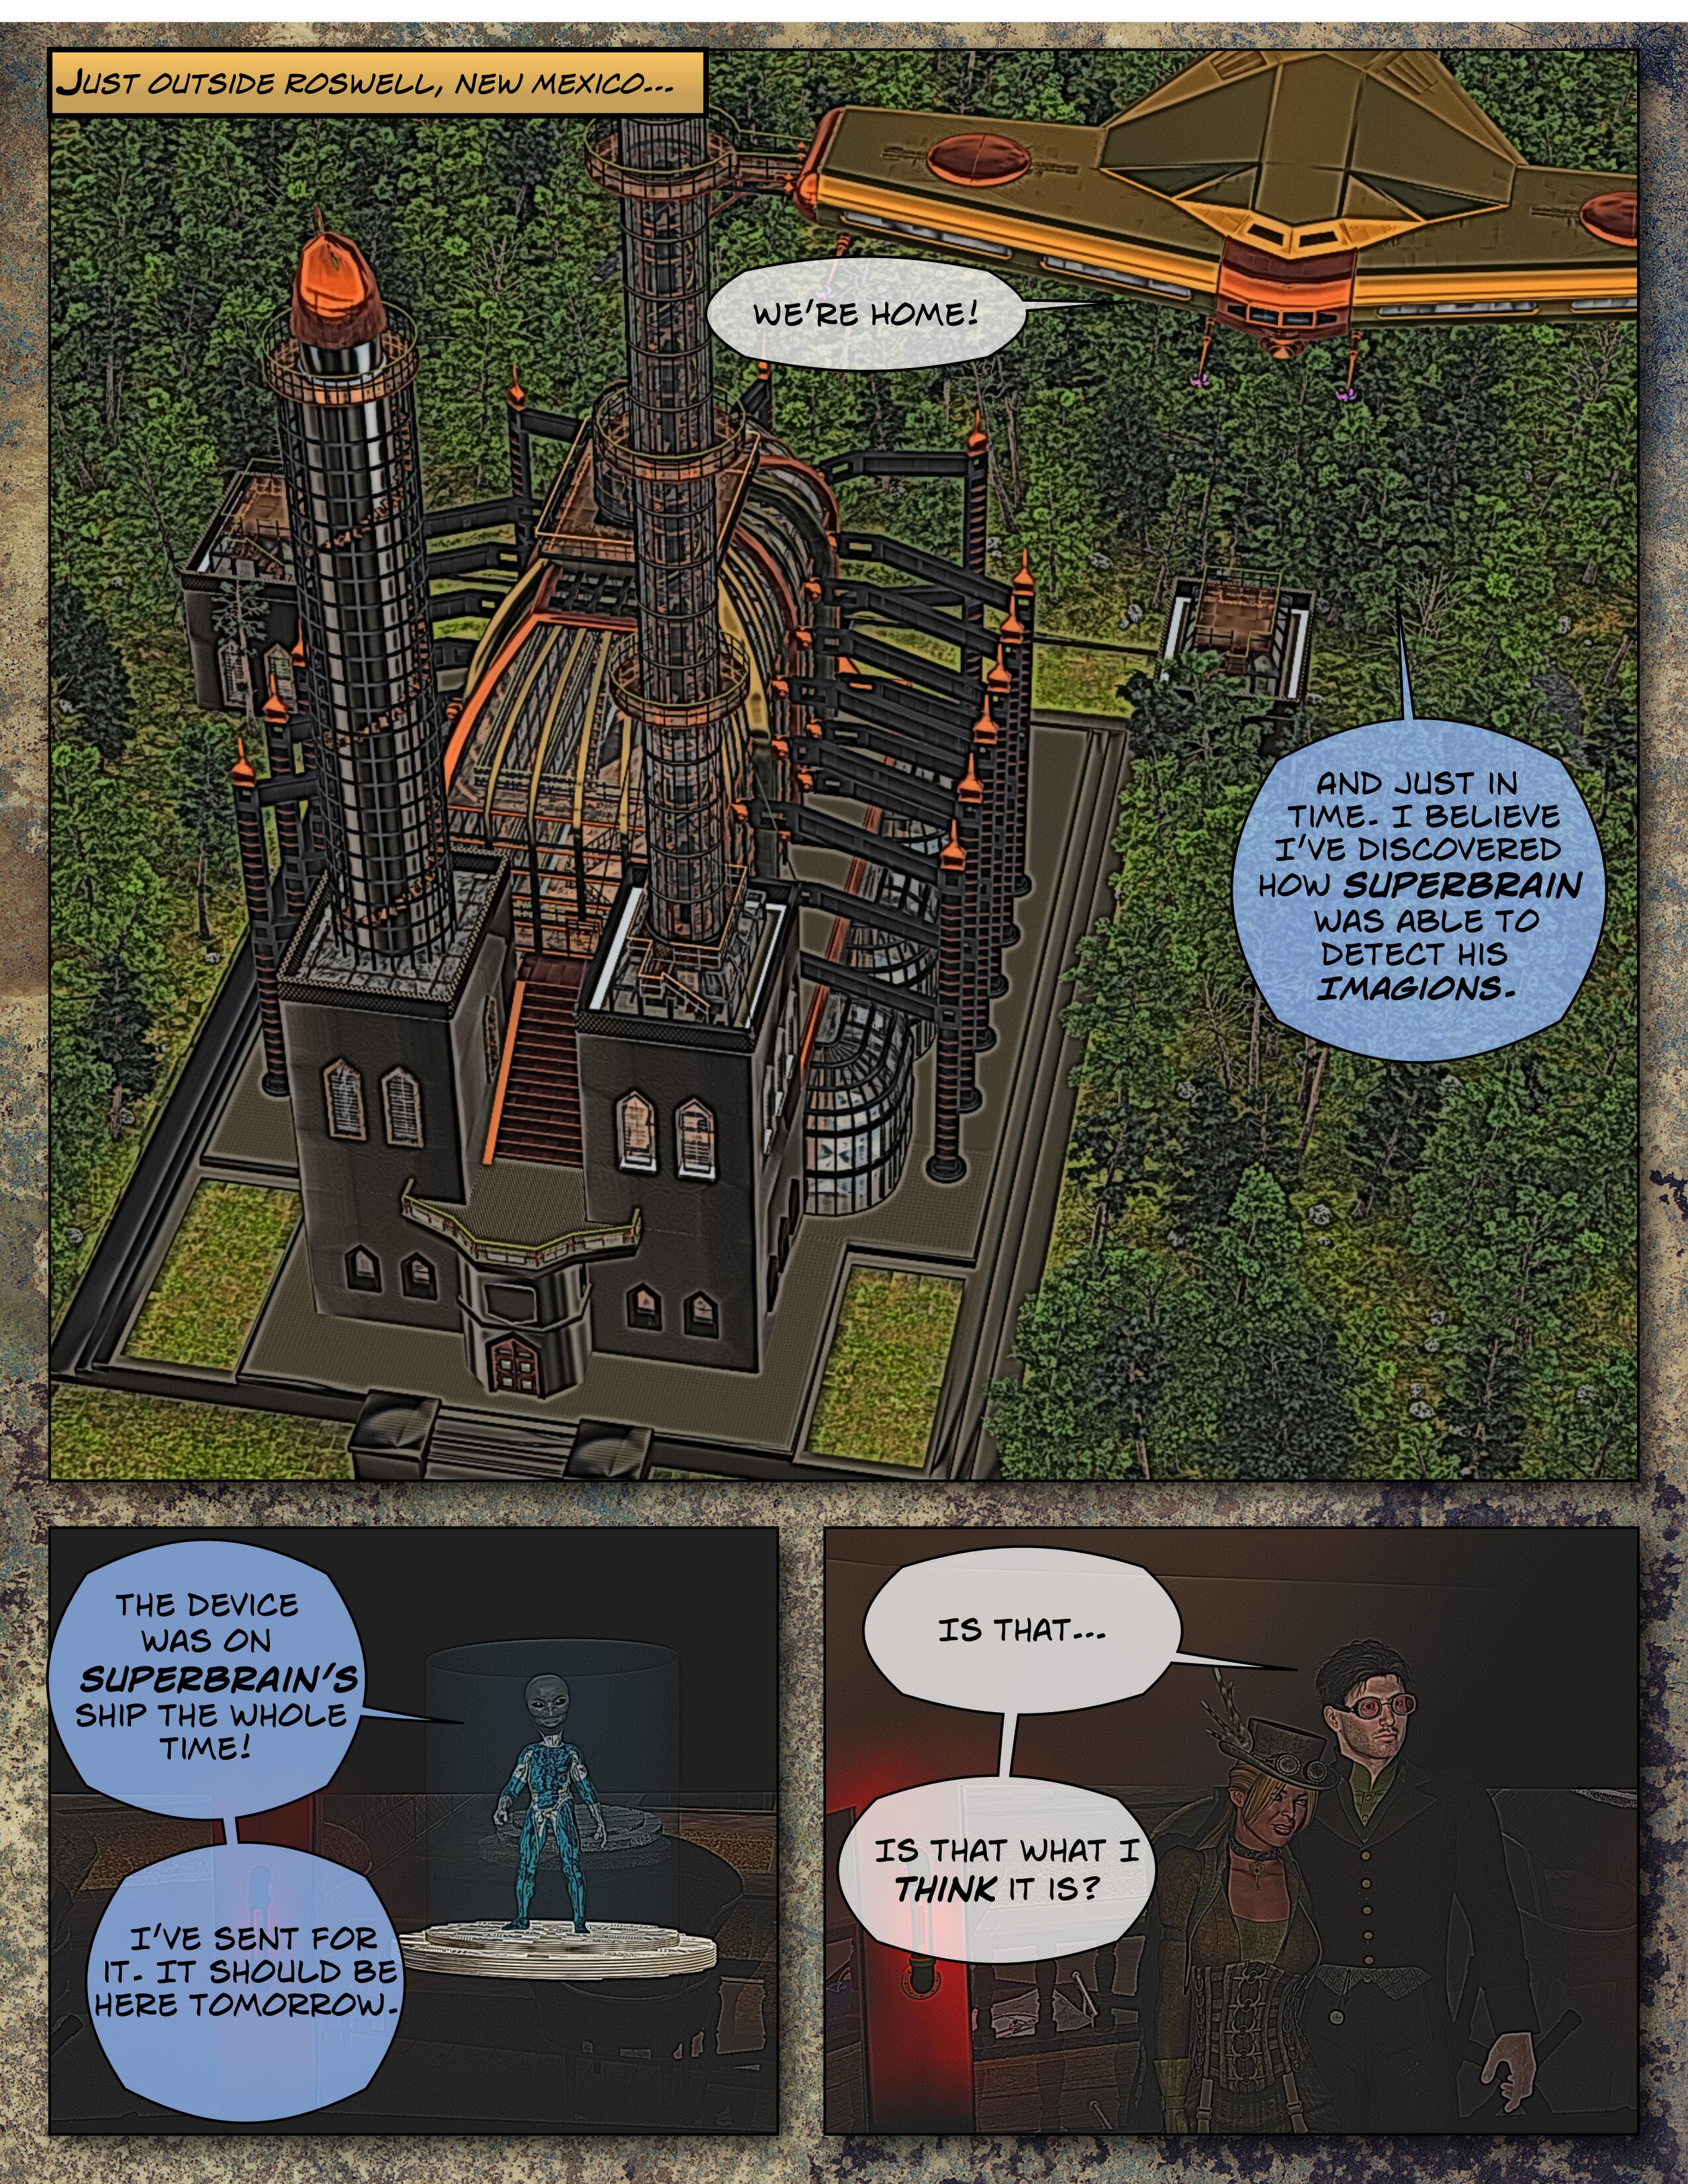 JUST OUTSIDE ROSWELL, NEW MEXICO...
WE'RE HOME!
AND JUST IN
TIME. I BELIEVE
I'VE DISCOVERED
HOW SUPERBRAIN
WAS ABLE TO
DETECT HIS
IMAGIONS.
THE DEVICE
WAS ON
SUPERBRAIN'S
SHIP THE WHOLE
TIME!
I'VE SENT FOR
IT. IT SHOULD BE
HERE TOMORROW.
IS THAT...
IS THAT WHAT I
THINK IT IS?